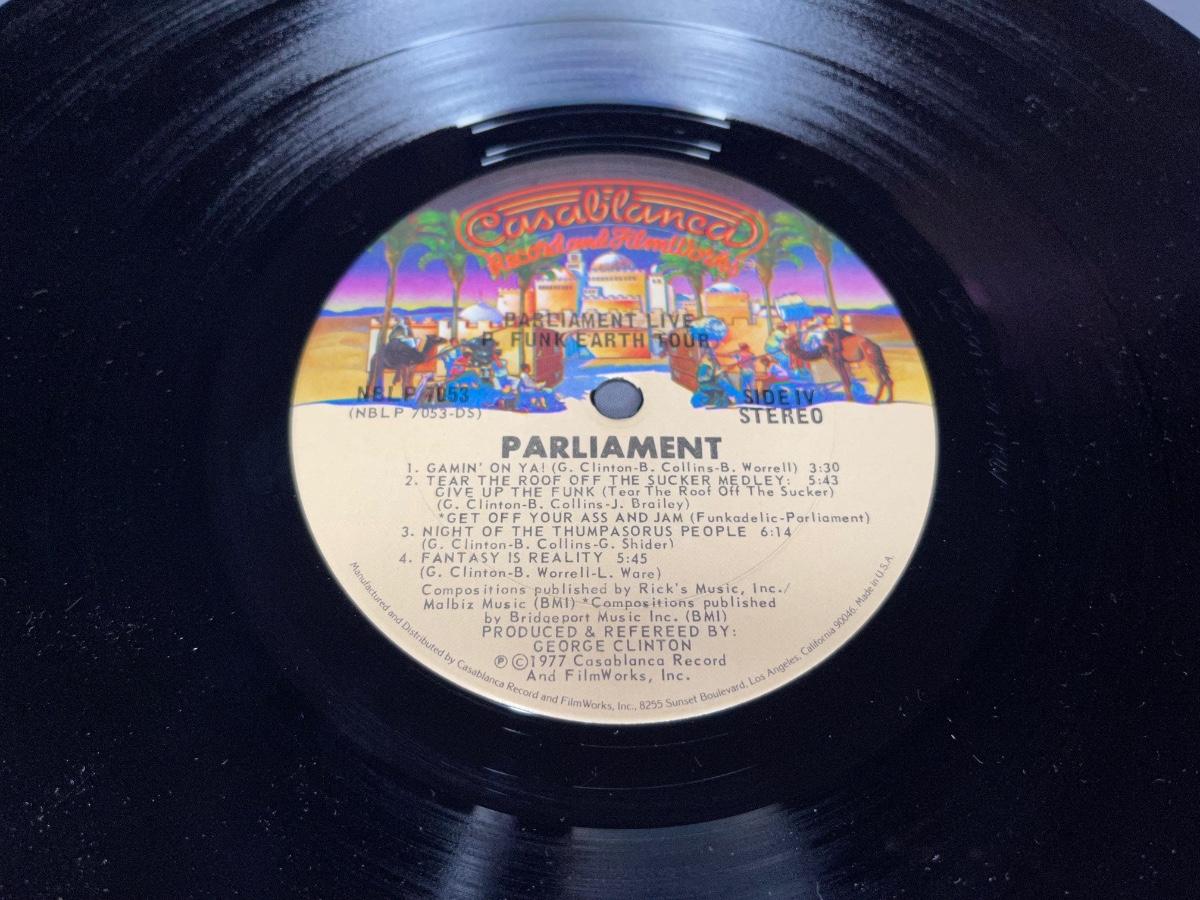 Casablanca
Record and FilmWorks
PARLIAMENT LIVE
P. FUNK EARTH TOUR
NBLP 7053
(NBLP 7053-DS)
SIDE IV
STEREO
PARLIAMENT
1. GAMIN' ON YA! (G. Clinton-B. Collins-B. Worrell) 3:30
2. TEAR THE ROOF OFF THE SUCKER MEDLEY: 5:43
GIVE UP THE FUNK (Tear The Roof Off The Sucker)
(G. Clinton-B. Collins-J. Brailey)
*GET OFF YOUR ASS AND JAM (Funkadelic-Parliament)
3. NIGHT OF THE THUMPASORUS PEOPLE 6:14
(G. Clinton-B. Collins-G. Shider)
4. FANTASY IS REALITY 5:45
(G. Clinton-B. Worrell-L. Ware)
Compositions published by Rick's Music, Inc./
Malbiz Music (BMI) *Compositions published
by Bridgeport Music Inc. (BMI)
PRODUCED & REFEREED BY:
GEORGE CLINTON
Ⓟ©1977 Casablanca Record
And FilmWorks, Inc.
Manufactured and Distributed by Casablanca Record and FilmWorks, Inc., 8255 Sunset Boulevard, Los Angeles, California 90046. Made in U.S.A.